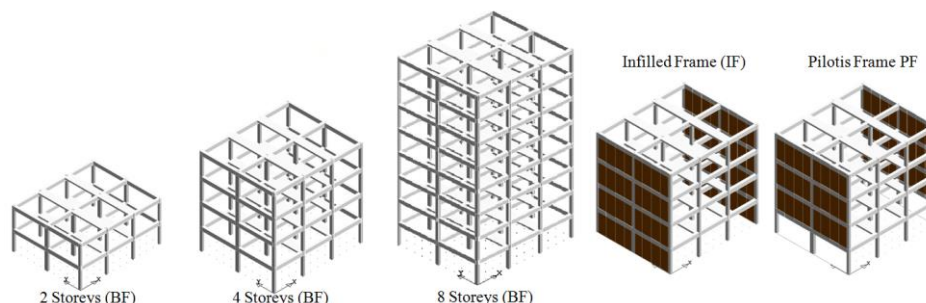 Infilled Frame (IF)
Pilotis Frame PF
2 Storeys (BF)
4 Storeys (BF)
8 Storeys (BF)